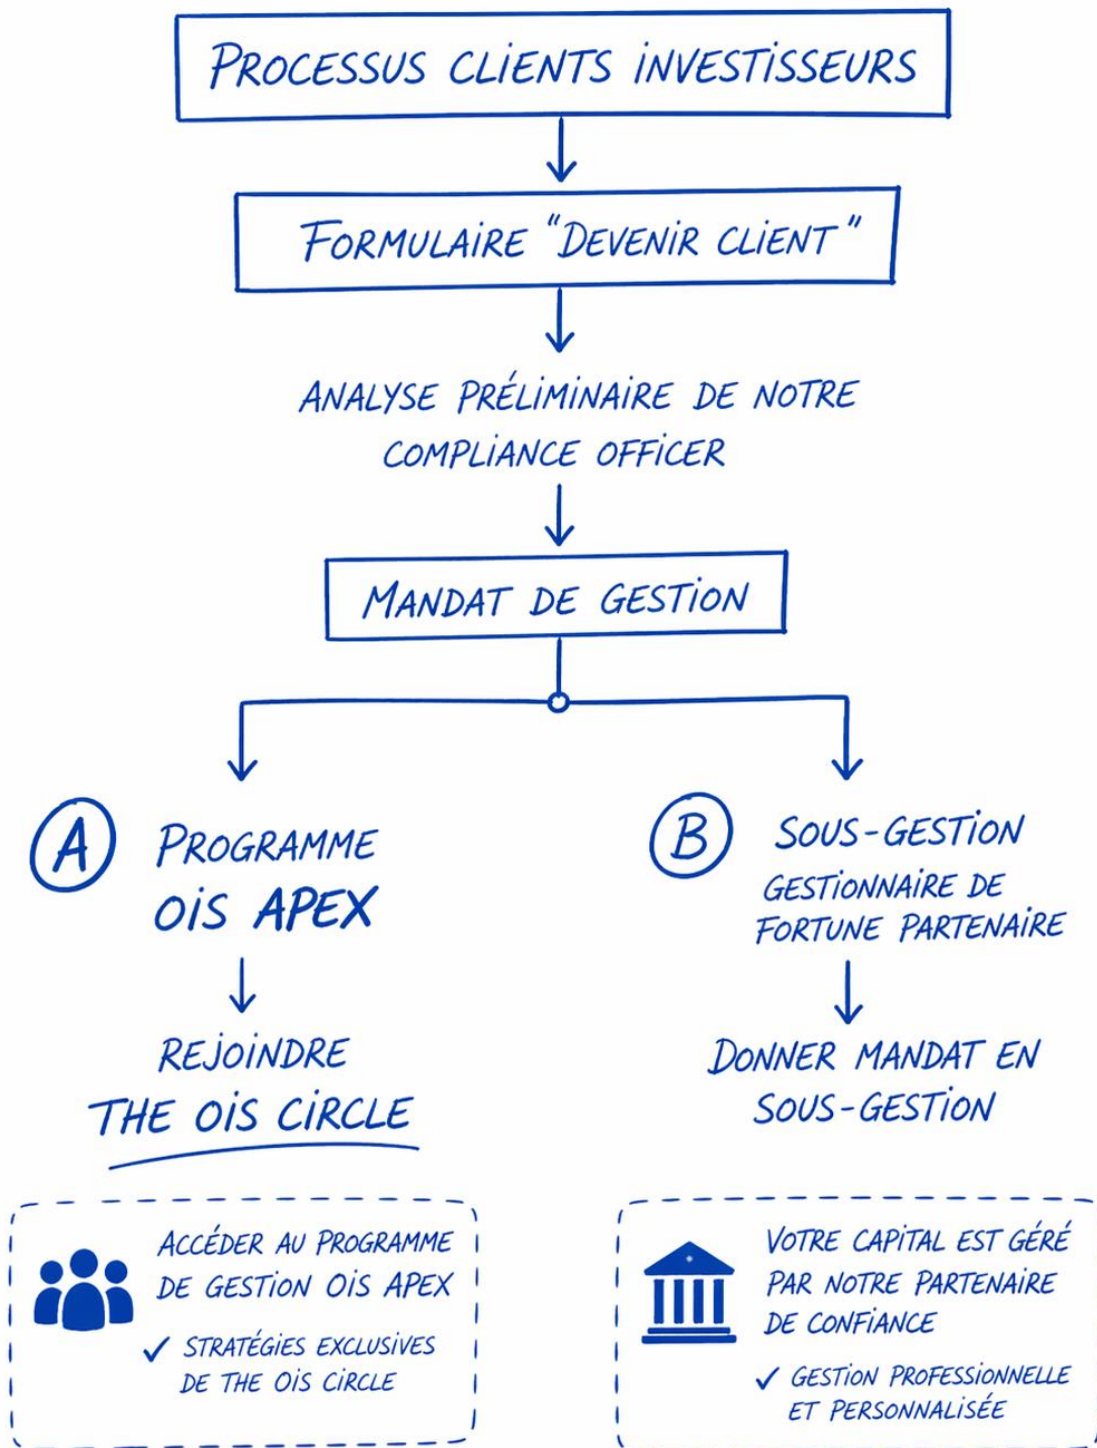 PROCESSUS CLIENTS INVESTISSEURS
FORMULAIRE "DEVENIR CLIENT"
ANALYSE PRÉLIMINAIRE DE NOTRE
COMPLIANCE OFFICER
MANDAT DE GESTION
A
PROGRAMME
OIS APEX
REJOINDRE
THE OIS CIRCLE
ACCÉDER AU PROGRAMME
DE GESTION OIS APEX
✓ STRATÉGIES EXCLUSIVES
DE THE OIS CIRCLE
B
SOUS-GESTION
GESTIONNAIRE DE
FORTUNE PARTENAIRE
DONNER MANDAT EN
SOUS-GESTION
VOTRE CAPITAL EST GÉRÉ
PAR NOTRE PARTENAIRE
DE CONFIANCE
✓ GESTION PROFESSIONNELLE
ET PERSONNALISÉE